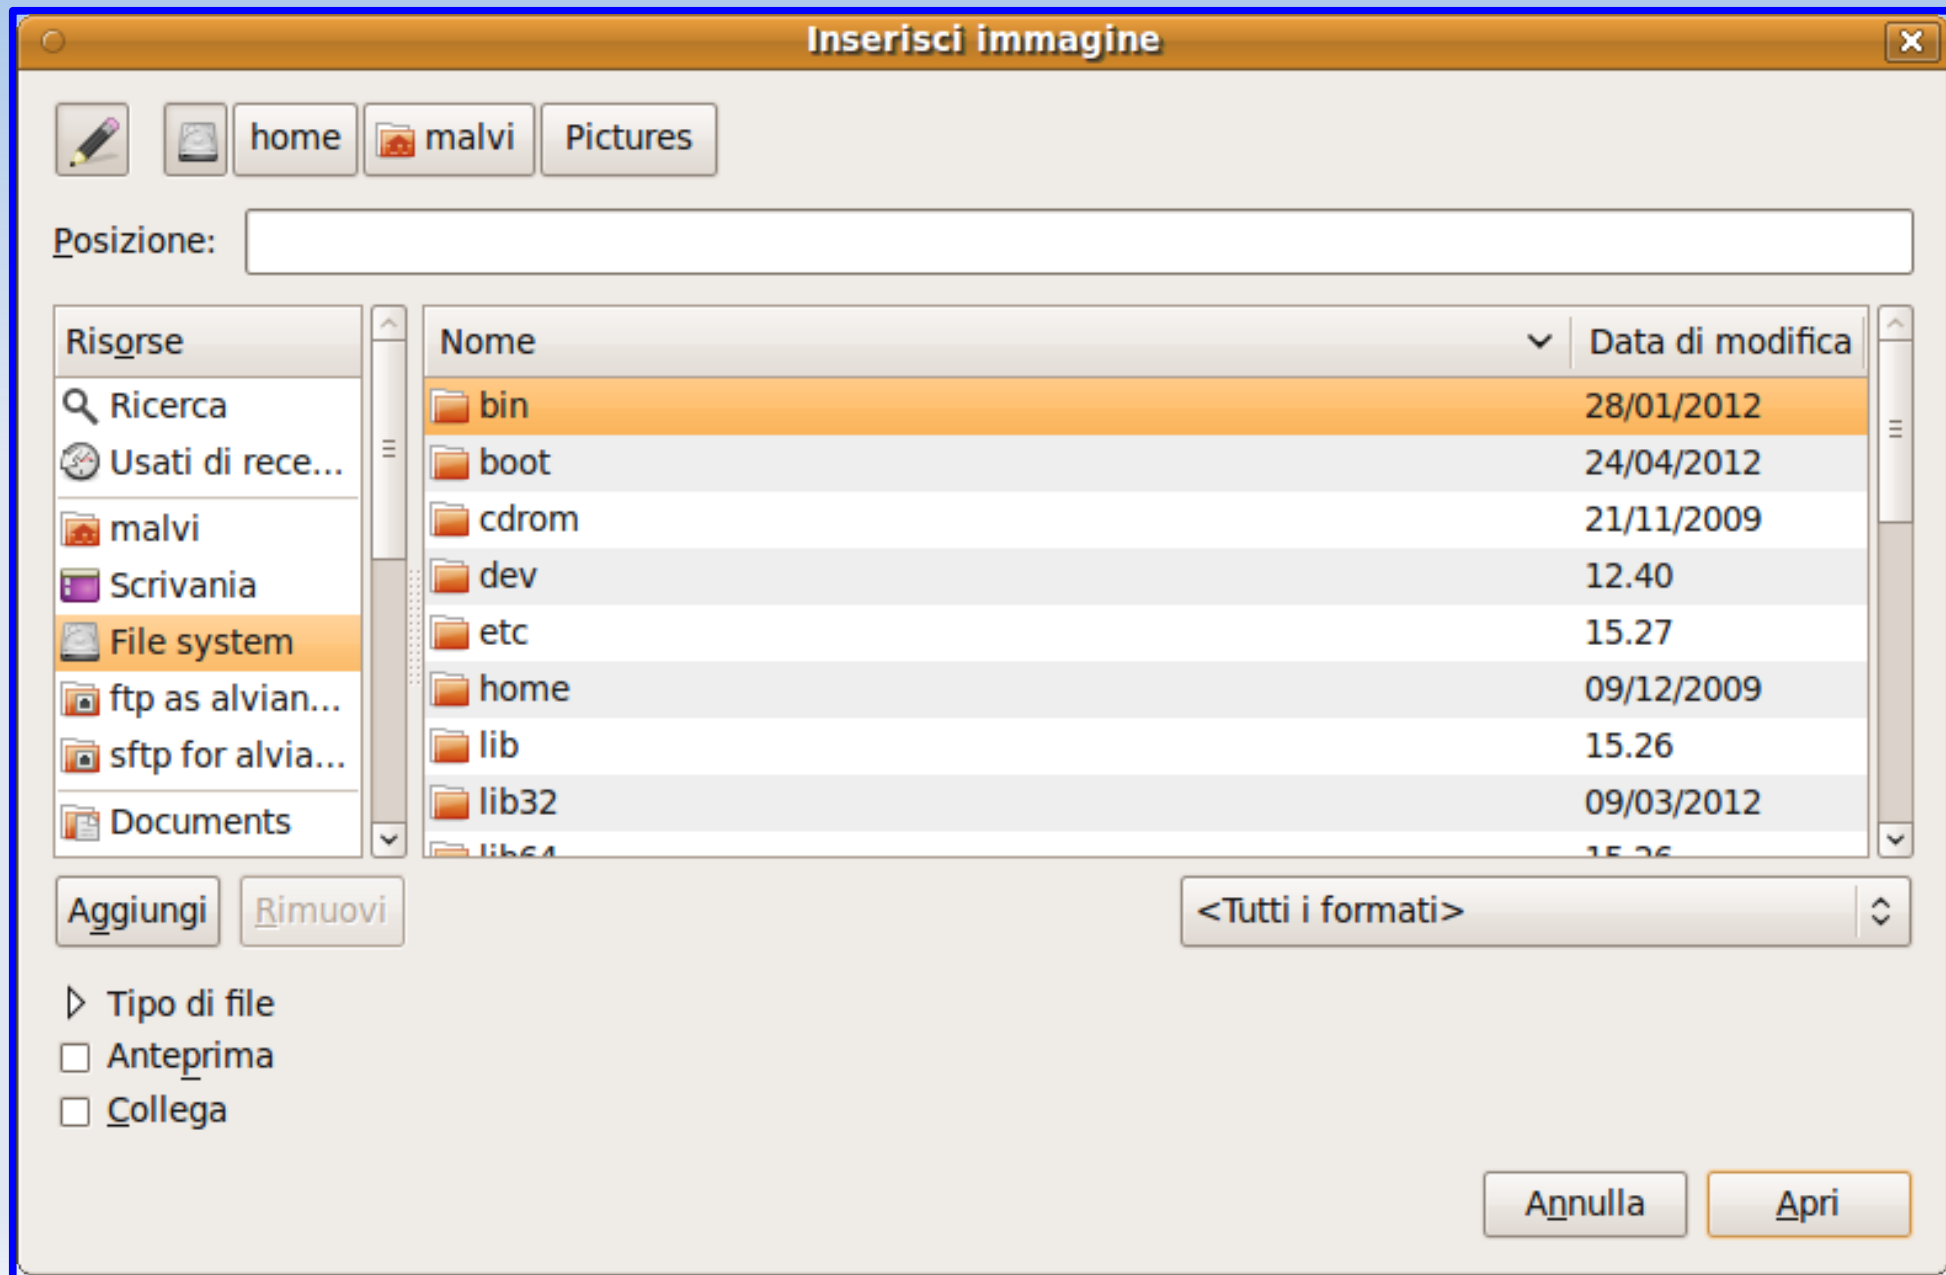 Inserisci immagine
home malvi Pictures
Posizione:
Risorse
Ricerca
Usati di rece...
malvi
Scrivania
File system
ftp as alvian...
sftp for alvia...
Documents
Nome Data di modifica
bin 28/01/2012
boot 24/04/2012
cdrom 21/11/2009
dev 12.40
etc 15.27
home 09/12/2009
lib 15.26
lib32 09/03/2012
lib64 15.26
Aggiungi Rimuovi <Tutti i formati>
Tipo di file
Anteprima
Collega
Annulla Apri